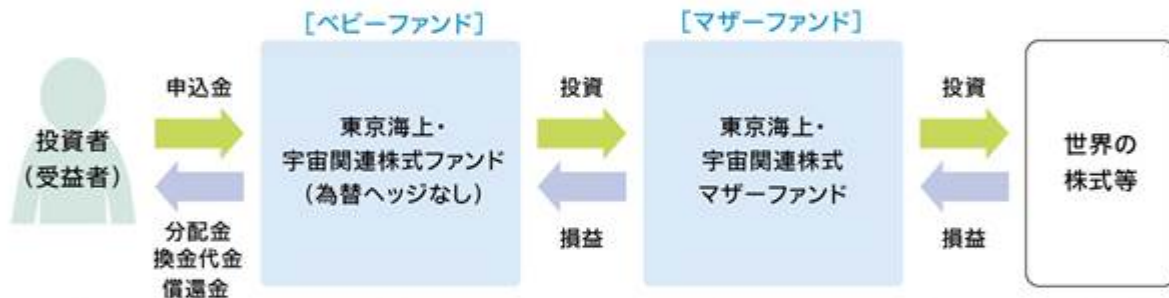 [ベビーファンド]
[マザーファンド]
投資者
(受益者)
申込金
分配金
換金代金
償還金
東京海上・
宇宙関連株式ファンド
(為替ヘッジなし)
投資
損益
東京海上・
宇宙関連株式
マザーファンド
投資
損益
世界の
株式等